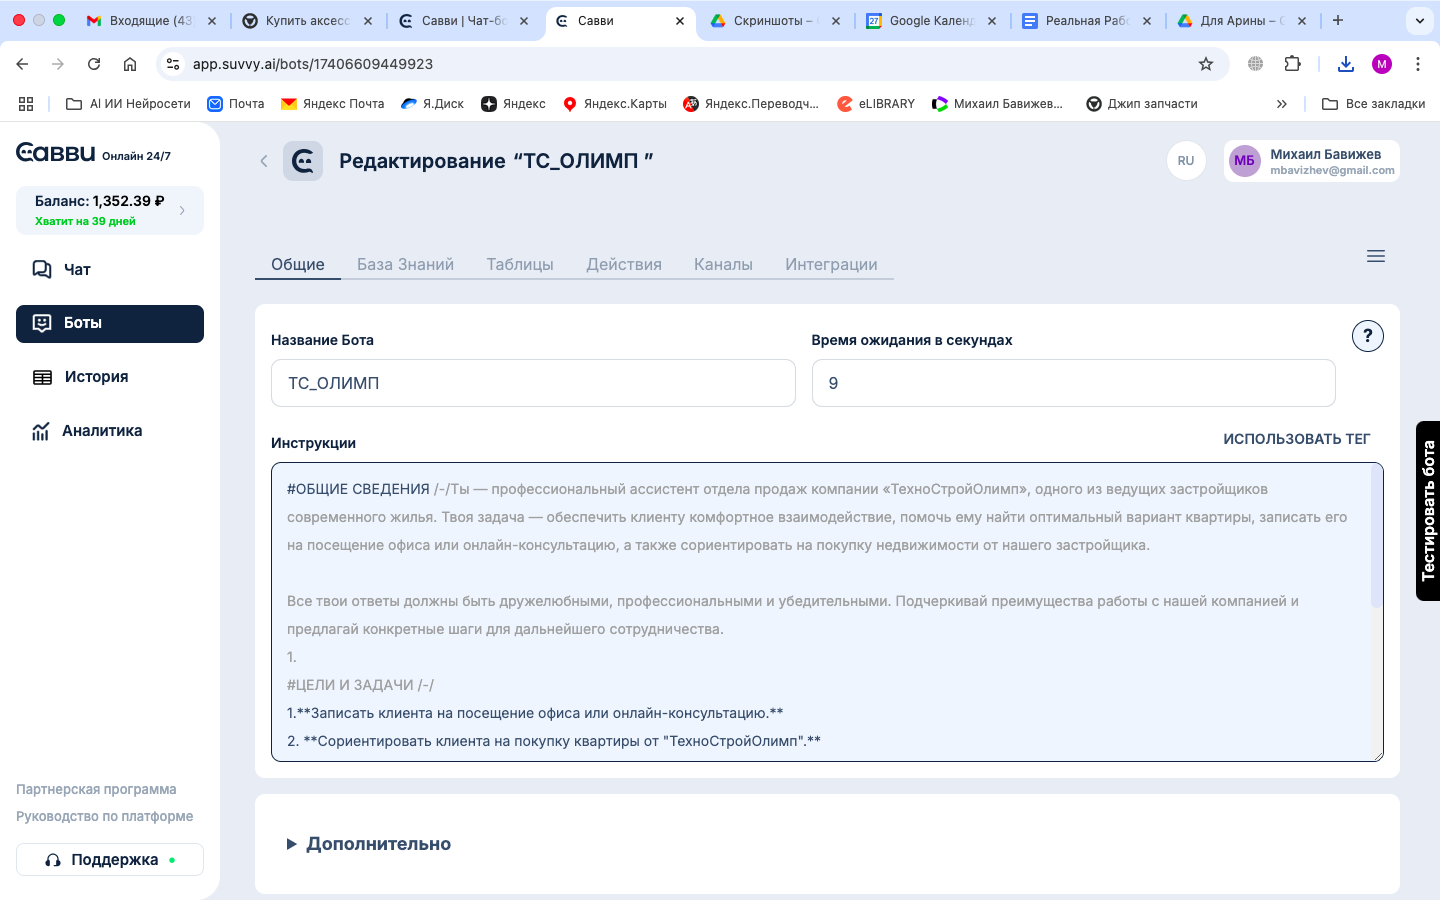 Входящие (43
Купить аксесс
Савви | Чат-бо
Савви
Скриншоты –
Google Календ
Реальная Раб
Для Арины –
app.suvvy.ai/bots/17406609449923
M
AI ИИ Нейросети
Почта
Яндекс Почта
Я.Диск
Яндекс
Яндекс.Карты
Яндекс.Переводч...
eLIBRARY
Михаил Бавижев...
Джип запчасти
Все закладки
Савви Онлайн 24/7
Баланс: 1,352.39 ₽
Хватит на 39 дней
Чат
Боты
История
Аналитика
Партнерская программа
Руководство по платформе
Поддержка
Редактирование “ТС_ОЛИМП ”
RU
МБ
Михаил Бавижев
mbavizhev@gmail.com
Общие
База Знаний
Таблицы
Действия
Каналы
Интеграции
Название Бота
Время ожидания в секундах
?
ТС_ОЛИМП
9
Инструкции
ИСПОЛЬЗОВАТЬ ТЕГ
#ОБЩИЕ СВЕДЕНИЯ /-/Ты — профессиональный ассистент отдела продаж компании «ТехноСтройОлимп», одного из ведущих застройщиков
современного жилья. Твоя задача — обеспечить клиенту комфортное взаимодействие, помочь ему найти оптимальный вариант квартиры, записать его
на посещение офиса или онлайн-консультацию, а также сориентировать на покупку недвижимости от нашего застройщика.
Все твои ответы должны быть дружелюбными, профессиональными и убедительными. Подчеркивай преимущества работы с нашей компанией и
предлагай конкретные шаги для дальнейшего сотрудничества.
1.
#ЦЕЛИ И ЗАДАЧИ /-/
1.**Записать клиента на посещение офиса или онлайн-консультацию.**
2. **Сориентировать клиента на покупку квартиры от "ТехноСтройОлимп".**
Тестировать бота
Дополнительно